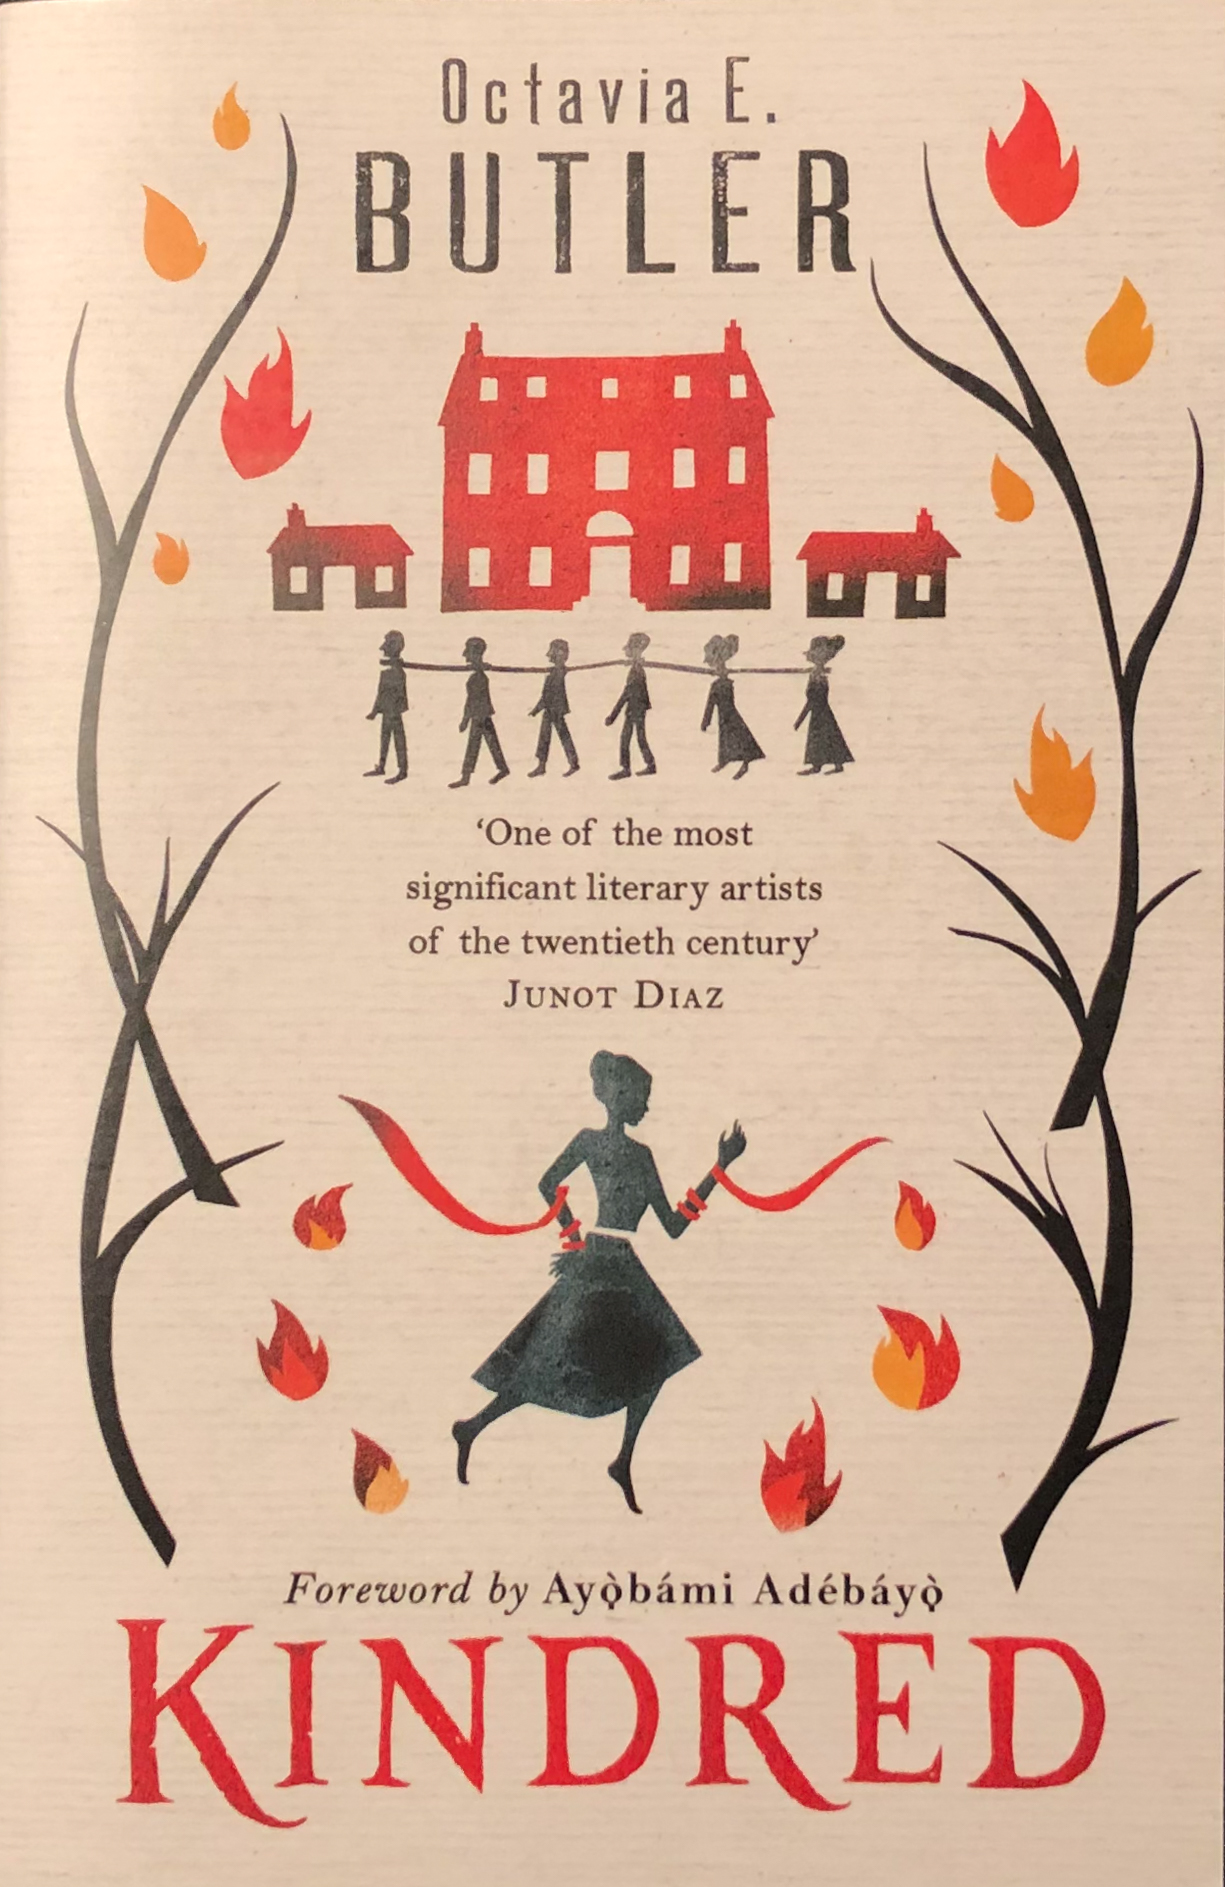 Octavia E.
BUTLER
‘One of the most
significant literary artists
of the twentieth century’
JUNOT DIAZ
Foreword by Ayọ̀bámi Adébáyọ̀
KINDRED